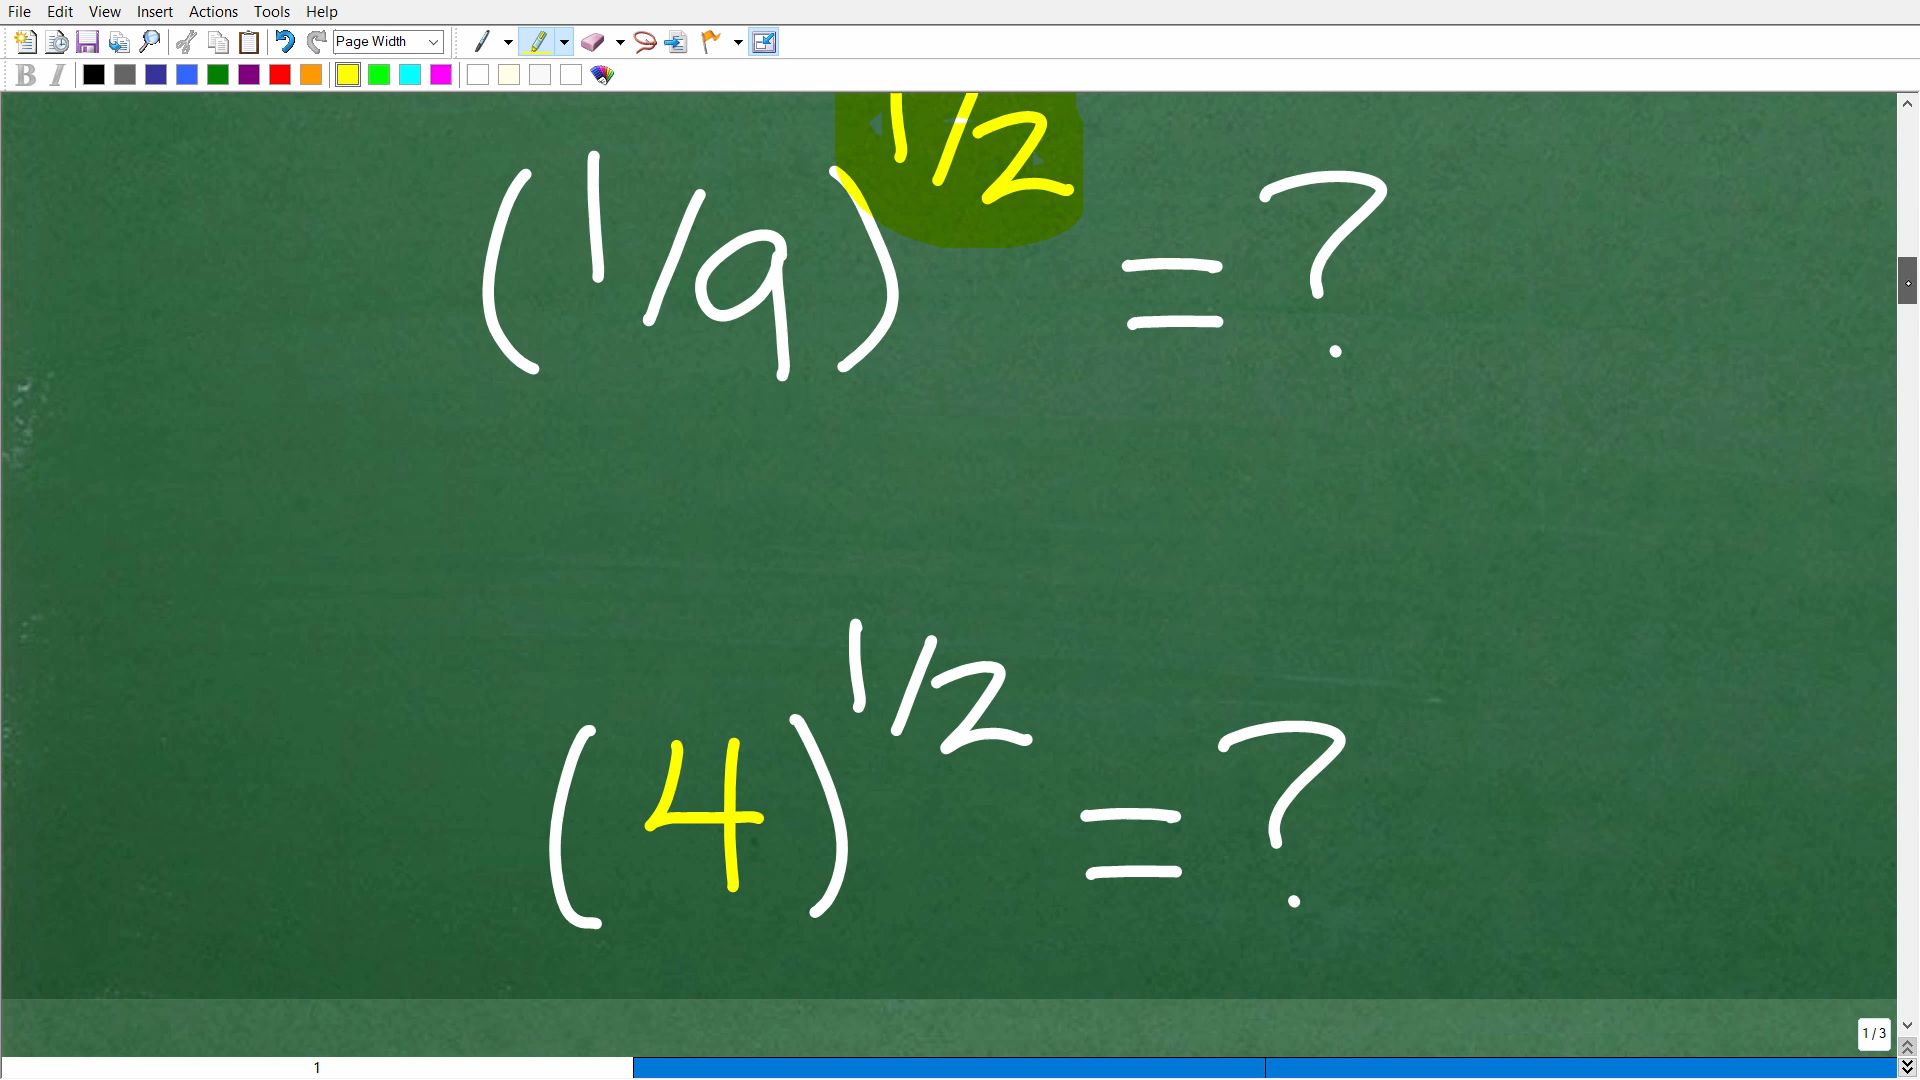 File Edit View Insert Actions Tools Help
Page Width
B I
(1/9)^1/2 = ?
(4)^1/2 = ?
1 / 3
1